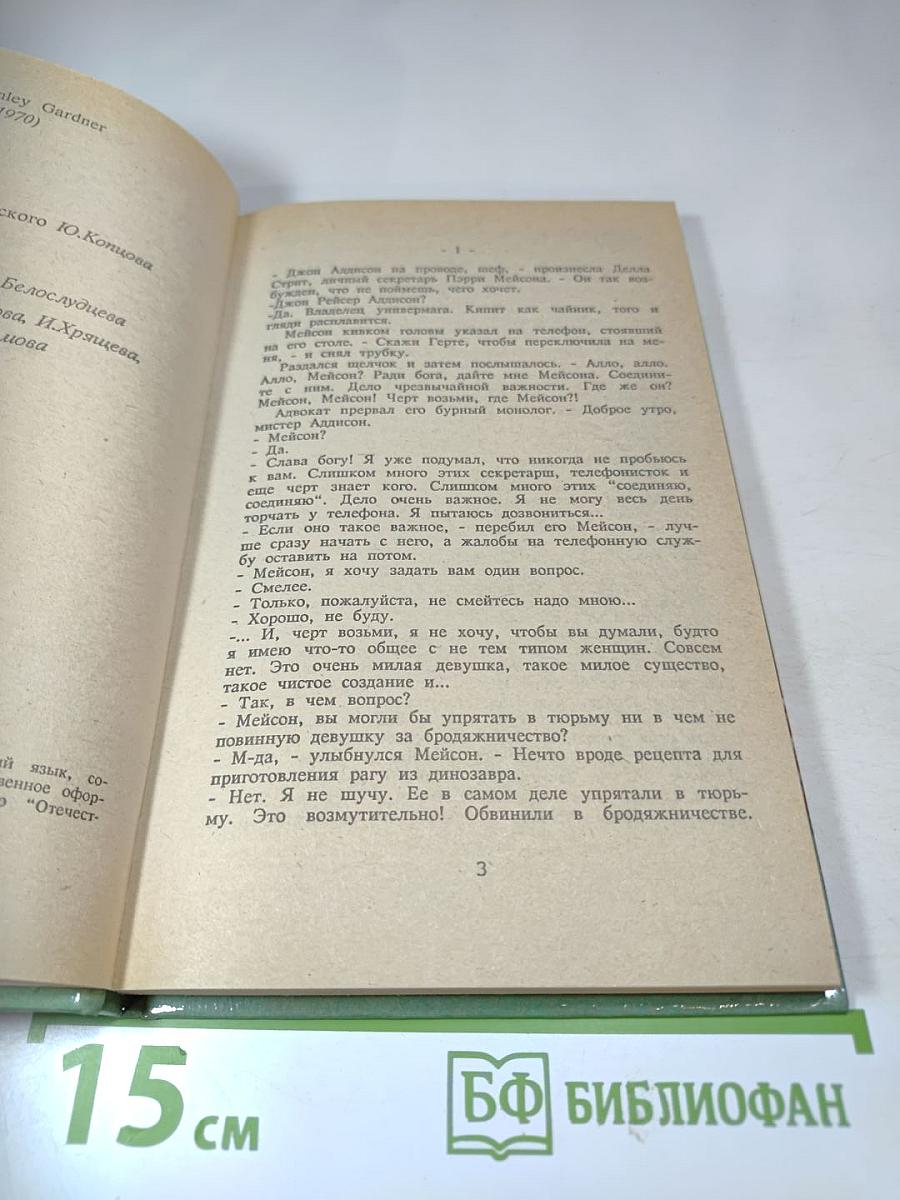 nley Gardner
1970)
ского Ю.Копцова
Белослудцева
ова, И.Хрящева,
мова
ий язык, со-
венное офор-
р "Отечест-
- 1 -
- Джон Аддисон на проводе, шеф, - произнесла Делла
Стрит, личный секретарь Пэрри Мейсона. - Он так воз-
бужден, что не поймешь, чего хочет.
-Джон Рейсер Аддисон?
-Да. Владелец универмага. Кипит как чайник, того и
гляди расплавится.
Мейсон кивком головы указал на телефон, стоявший
на его столе. - Скажи Герте, чтобы переключила на ме-
ня, - и снял трубку.
Раздался щелчок и затем послышалось. - Алло, алло.
Алло, Мейсон? Ради бога, дайте мне Мейсона. Соедини-
те с ним. Дело чрезвычайной важности. Где же он?
Мейсон, Мейсон! Черт возьми, где Мейсон?!
Адвокат прервал его бурный монолог. - Доброе утро,
мистер Аддисон.
- Мейсон?
- Да.
- Слава богу! Я уже подумал, что никогда не пробьюсь
к вам. Слишком много этих секретарш, телефонисток и
еще черт знает кого. Слишком много этих "соединяю,
соединяю". Дело очень важное. Я не могу весь день
торчать у телефона. Я пытаюсь дозвониться...
- Если оно такое важное, - перебил его Мейсон, - луч-
ше сразу начать с него, а жалобы на телефонную служ-
бу оставить на потом.
- Мейсон, я хочу задать вам один вопрос.
- Смелее.
- Только, пожалуйста, не смейтесь надо мною...
- Хорошо, не буду.
-... И, черт возьми, я не хочу, чтобы вы думали, будто
я имею что-то общее с не тем типом женщин. Совсем
нет. Это очень милая девушка, такое милое существо,
такое чистое создание и...
- Так, в чем вопрос?
- Мейсон, вы могли бы упрятать в тюрьму ни в чем не
повинную девушку за бродяжничество?
- М-да, - улыбнулся Мейсон. - Нечто вроде рецепта для
приготовления рагу из динозавра.
- Нет. Я не шучу. Ее в самом деле упрятали в тюрь-
му. Это возмутительно! Обвинили в бродяжничестве.
3
15 см
БФ БИБЛИОФАН